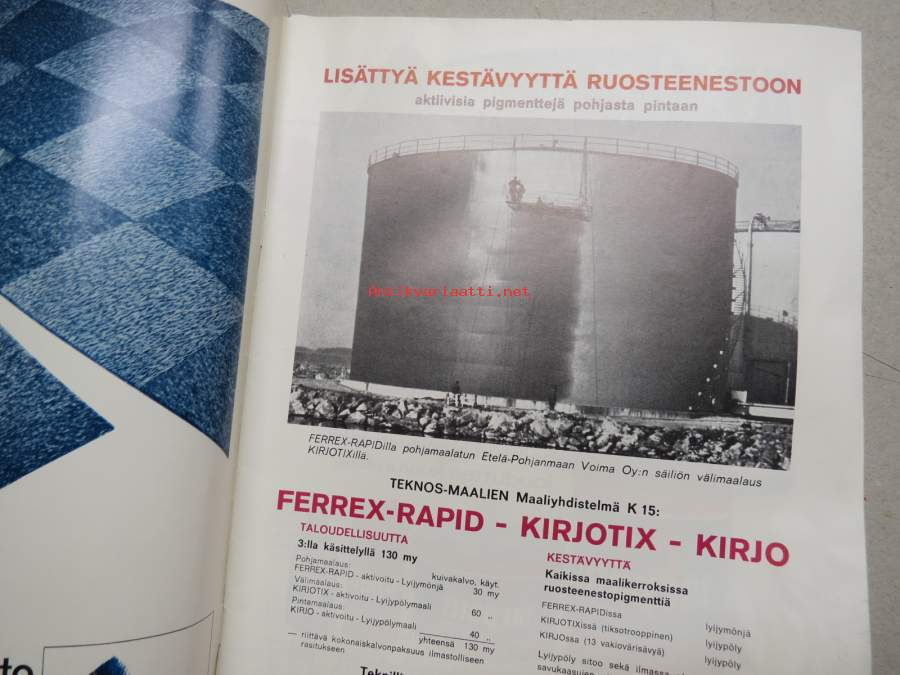 LISÄTTYÄ KESTÄVYYTTÄ RUOSTEENESTOON
aktiivisia pigmenttejä pohjasta pintaan
antikvariaatti.net
FERREX-RAPIDilla pohjamaalatun Etelä-Pohjanmaan Voima Oy:n säiliön välimaalaus
KIRJOTIXillä.
TEKNOS-MAALIEN Maaliyhdistelmä K 15:
FERREX-RAPID - KIRJOTIX - KIRJO
TALOUDELLISUUTTA
3:lla käsittelyllä 130 my
kuivakalvo, käyt.
Pohjamaalaus:
FERREX-RAPID - aktivoitu - Lyijymönjä 30 my
Välimaalaus:
KIRJOTIX - aktivoitu - Lyijypölymaali 60 „
Pintamaalaus:
KIRJO - aktivoitu - Lyijypölymaali 40 „
yhteensä 130 my
— riittävä kokonaiskalvonpaksuus ilmastolliseen
rasitukseen
KESTÄVYYTTÄ
Kaikissa maalikerroksissa
ruosteenestopigmenttiä
FERREX-RAPIDissa lyijymönjä
KIRJOTIXissä (tiksotrooppinen) lyijypöly
KIRJOssa (13 vakiovärisävyä) lyijypöly
Lyijypöly sitoo sekä ilmassa
to